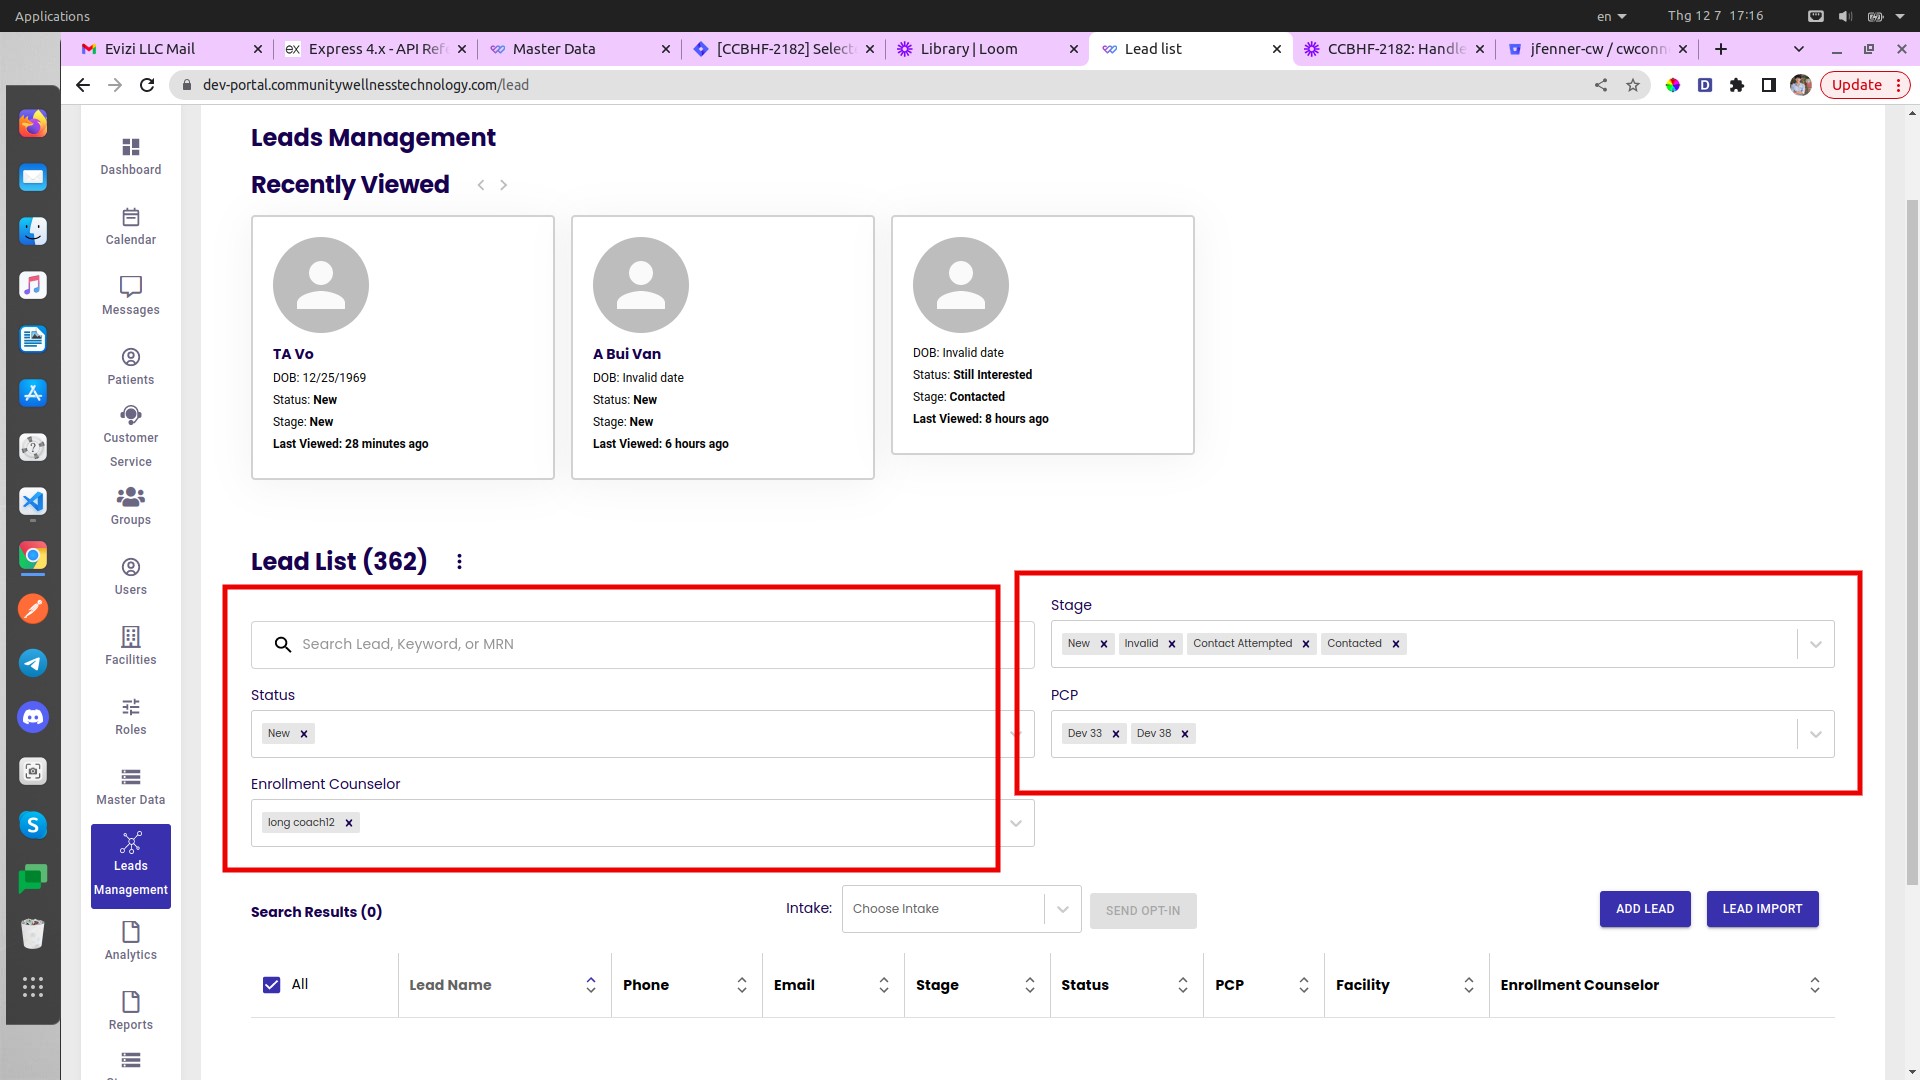 Applications
en
Thg 12 7 17:16
Evizi LLC Mail
Express 4.x - API Ref
Master Data
[CCBHF-2182] Select
Library | Loom
Lead list
CCBHF-2182: Handle
jfenner-cw / cwconn
dev-portal.communitywellnesstechnology.com/lead
Update
Dashboard
Calendar
Messages
Patients
Customer
Service
Groups
Users
Facilities
Roles
Master Data
Leads
Management
Analytics
Reports
Leads Management
Recently Viewed
TA Vo
DOB: 12/25/1969
Status: New
Stage: New
Last Viewed: 28 minutes ago
A Bui Van
DOB: Invalid date
Status: New
Stage: New
Last Viewed: 6 hours ago
DOB: Invalid date
Status: Still Interested
Stage: Contacted
Last Viewed: 8 hours ago
Lead List (362)
Search Lead, Keyword, or MRN
Stage
New
Invalid
Contact Attempted
Contacted
Status
New
PCP
Dev 33
Dev 38
Enrollment Counselor
long coach12
Search Results (0)
Intake:
Choose Intake
SEND OPT-IN
ADD LEAD
LEAD IMPORT
All
Lead Name
Phone
Email
Stage
Status
PCP
Facility
Enrollment Counselor